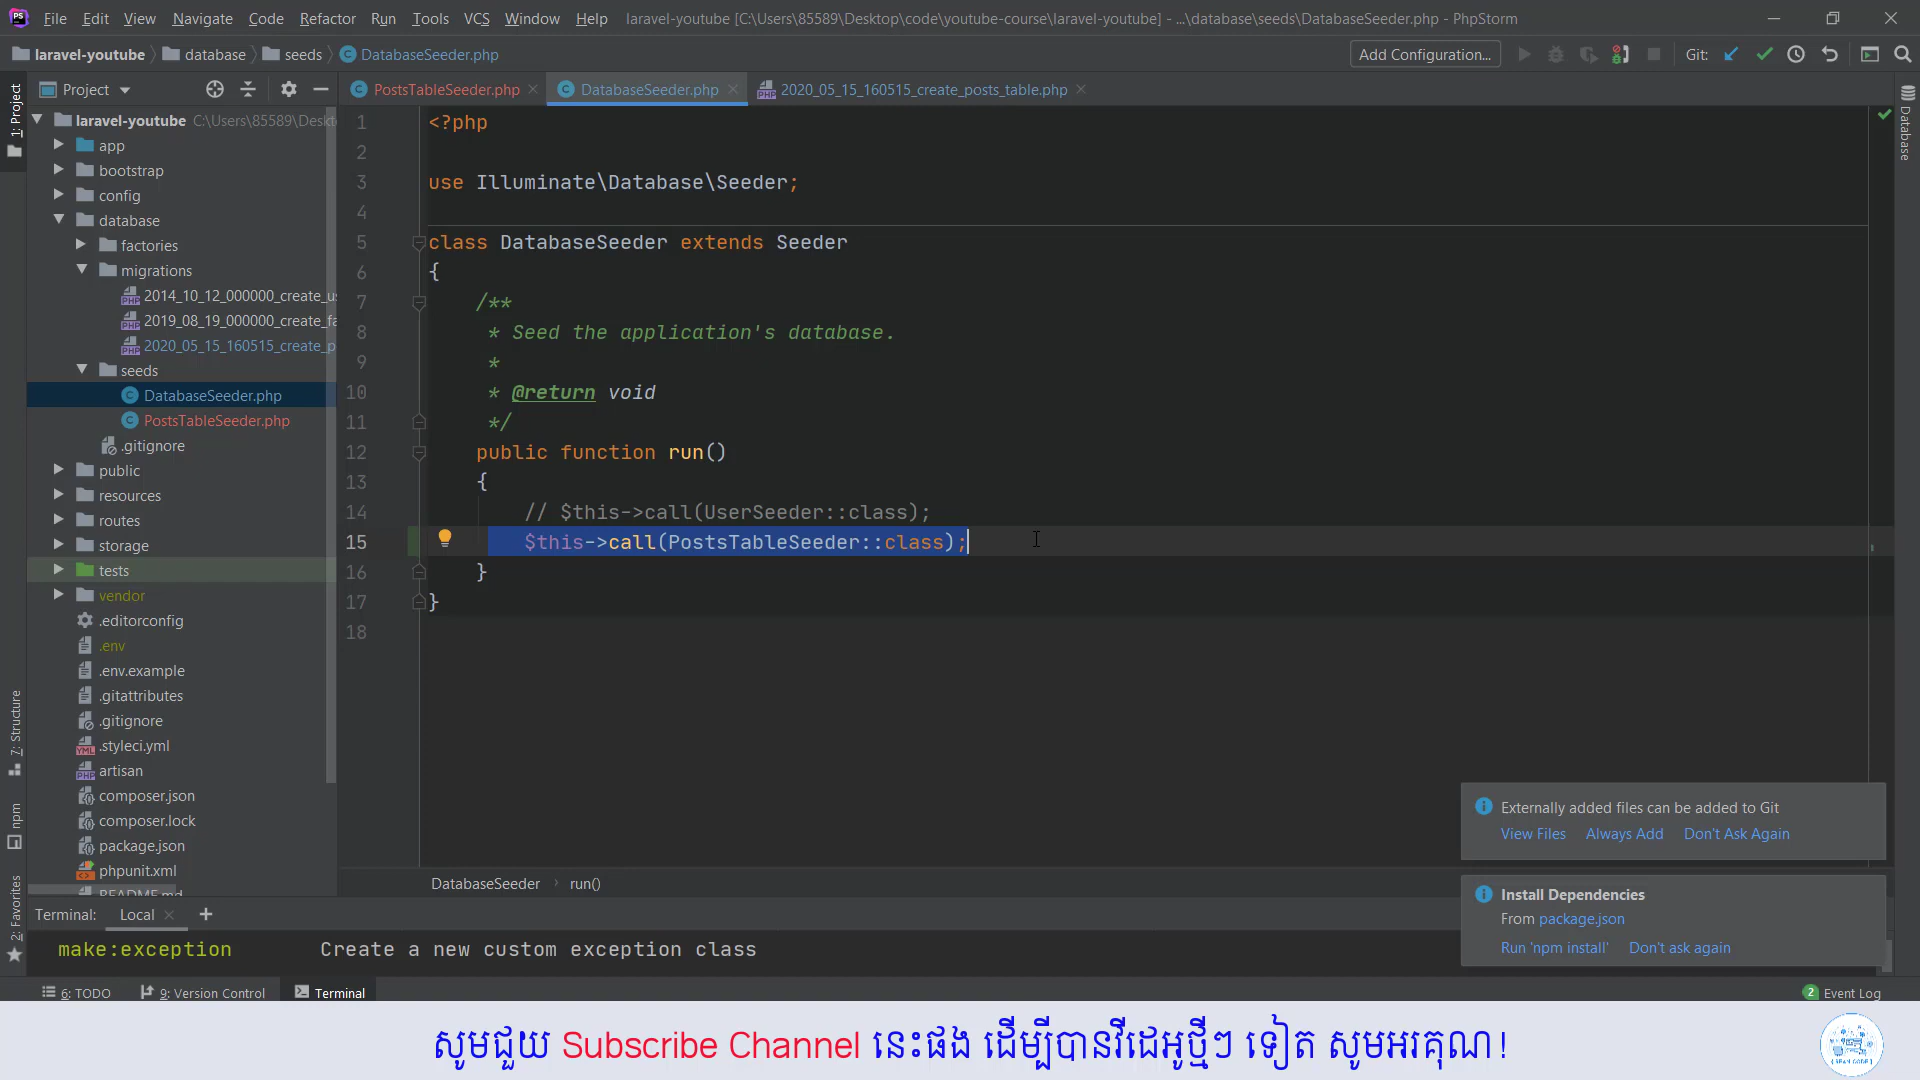 File Edit View Navigate Code Refactor Run Tools VCS Window Help laravel-youtube [C:\Users\85589\Desktop\code\youtube-course\laravel-youtube] - ...\database\seeds\DatabaseSeeder.php - PhpStorm
laravel-youtube database seeds DatabaseSeeder.php Add Configuration... Git:
Project PostsTableSeeder.php DatabaseSeeder.php 2020_05_15_160515_create_posts_table.php
1: Project
7: Structure
npm
2: Favorites
Database
laravel-youtube C:\Users\85589\Deskt
app
bootstrap
config
database
factories
migrations
2014_10_12_000000_create_u
2019_08_19_000000_create_fa
2020_05_15_160515_create_p
seeds
DatabaseSeeder.php
PostsTableSeeder.php
.gitignore
public
resources
routes
storage
tests
vendor
.editorconfig
.env
.env.example
.gitattributes
.gitignore
.styleci.yml
artisan
composer.json
composer.lock
package.json
phpunit.xml
README.md
1 <?php
2
3 use Illuminate\Database\Seeder;
4
5 class DatabaseSeeder extends Seeder
6 {
7 /**
8 * Seed the application's database.
9 *
10 * @return void
11 */
12 public function run()
13 {
14 // $this->call(UserSeeder::class);
15 $this->call(PostsTableSeeder::class);
16 }
17 }
18
DatabaseSeeder run()
Externally added files can be added to Git
View Files Always Add Don't Ask Again
Install Dependencies
From package.json
Run 'npm install' Don't ask again
Terminal: Local +
make:exception Create a new custom exception class
6: TODO 9: Version Control Terminal 2 Event Log
សូមជួយ Subscribe Channel នេះផង ដើម្បីបានវីដេអូថ្មីៗ ទៀត សូមអរគុណ!